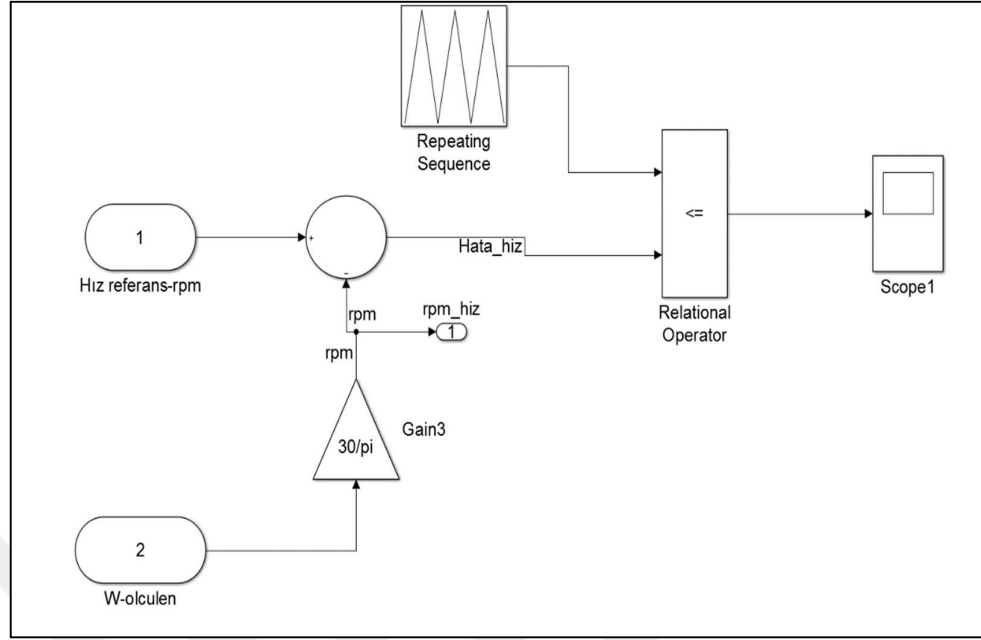 Repeating
Sequence
1
Hız referans-rpm
+
-
Hata_hiz
<=
Relational
Operator
Scope1
rpm
rpm_hiz
1
rpm
30/pi
Gain3
2
W-olculen